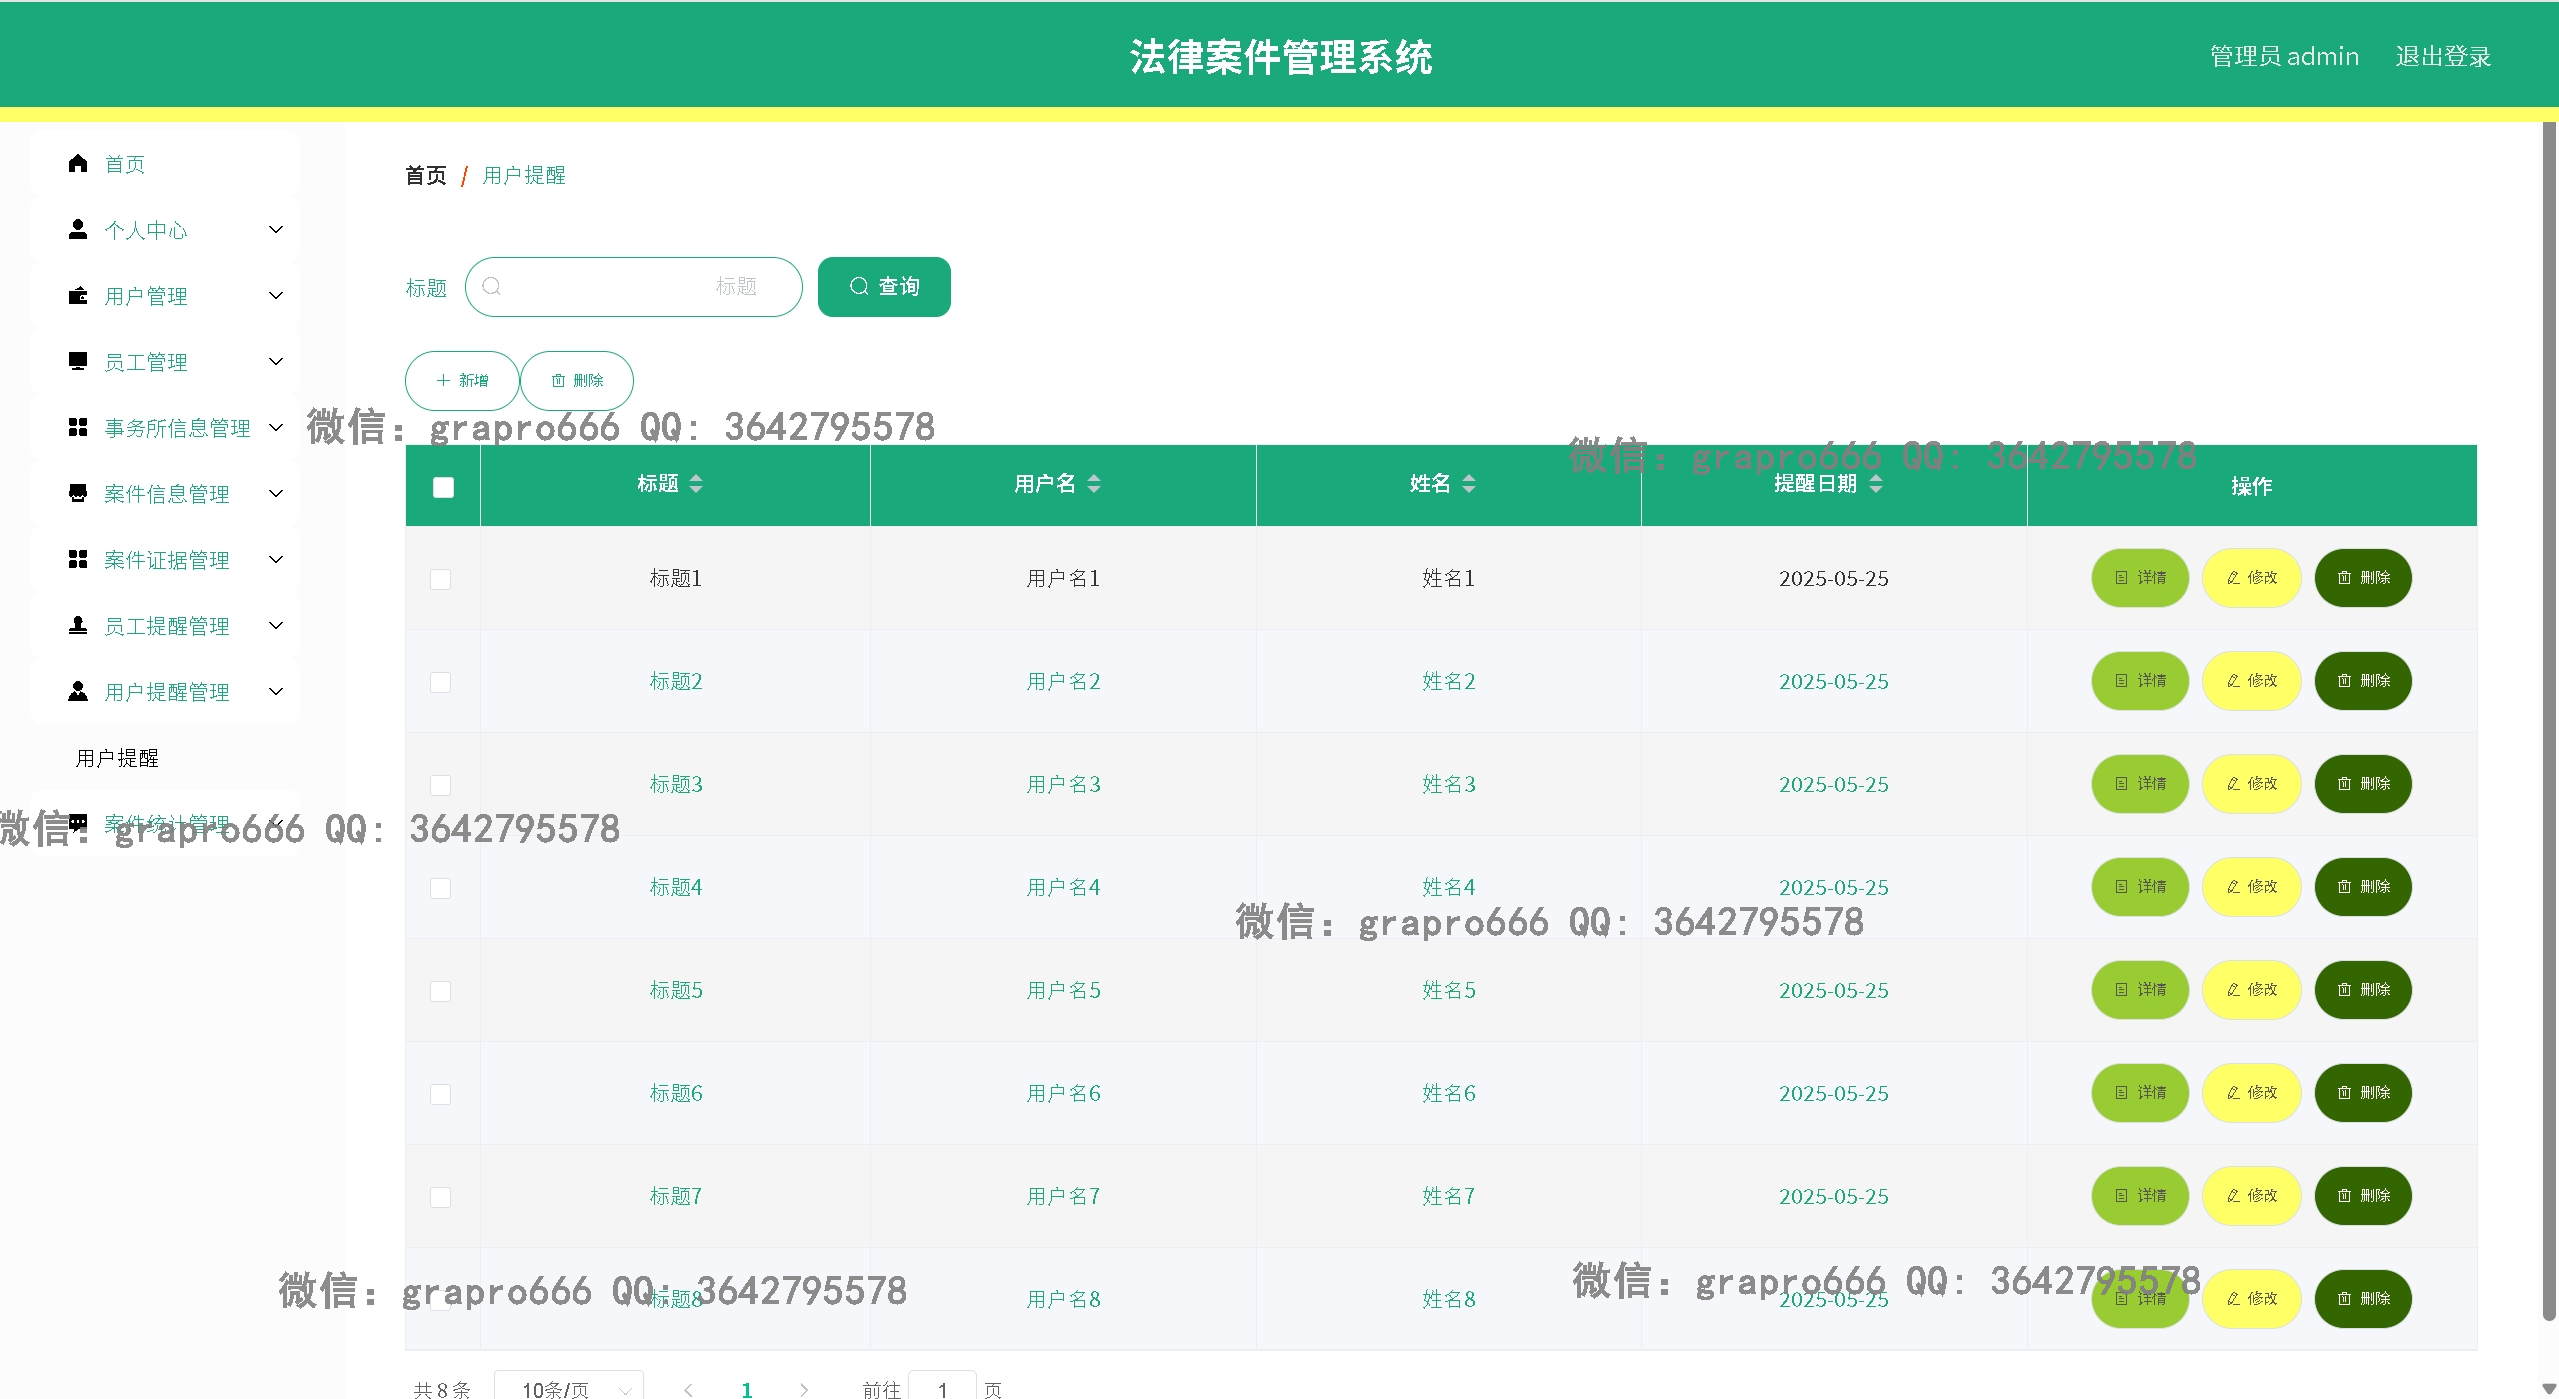 法律案件管理系统
管理员 admin 退出登录
首页
个人中心
用户管理
员工管理
事务所信息管理
案件信息管理
案件证据管理
员工提醒管理
用户提醒管理
用户提醒
案件统计管理
首页 / 用户提醒
标题 标题 查询
新增 删除
标题 用户名 姓名 提醒日期 操作
标题1 用户名1 姓名1 2025-05-25 详情 修改 删除
标题2 用户名2 姓名2 2025-05-25 详情 修改 删除
标题3 用户名3 姓名3 2025-05-25 详情 修改 删除
标题4 用户名4 姓名4 2025-05-25 详情 修改 删除
标题5 用户名5 姓名5 2025-05-25 详情 修改 删除
标题6 用户名6 姓名6 2025-05-25 详情 修改 删除
标题7 用户名7 姓名7 2025-05-25 详情 修改 删除
标题8 用户名8 姓名8 2025-05-25 详情 修改 删除
共 8 条 10条/页 1 前往 1 页
微信：grapro666 QQ: 3642795578
微信：grapro666 QQ: 3642795578
微信：grapro666 QQ: 3642795578
微信：grapro666 QQ: 3642795578
微信：grapro666 QQ: 3642795578
微信：grapro666 QQ: 3642795578